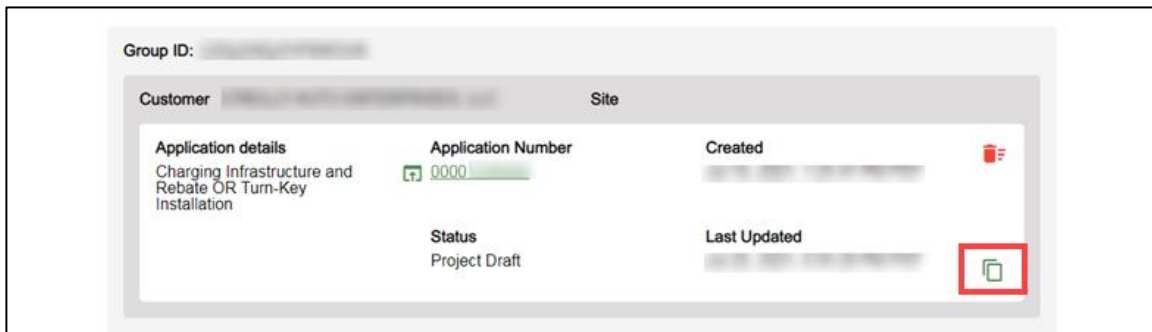 Group ID:
Customer
Site
Application details
Application Number
Created
Charging Infrastructure and
Rebate OR Turn-Key
Installation
0000
Status
Last Updated
Project Draft